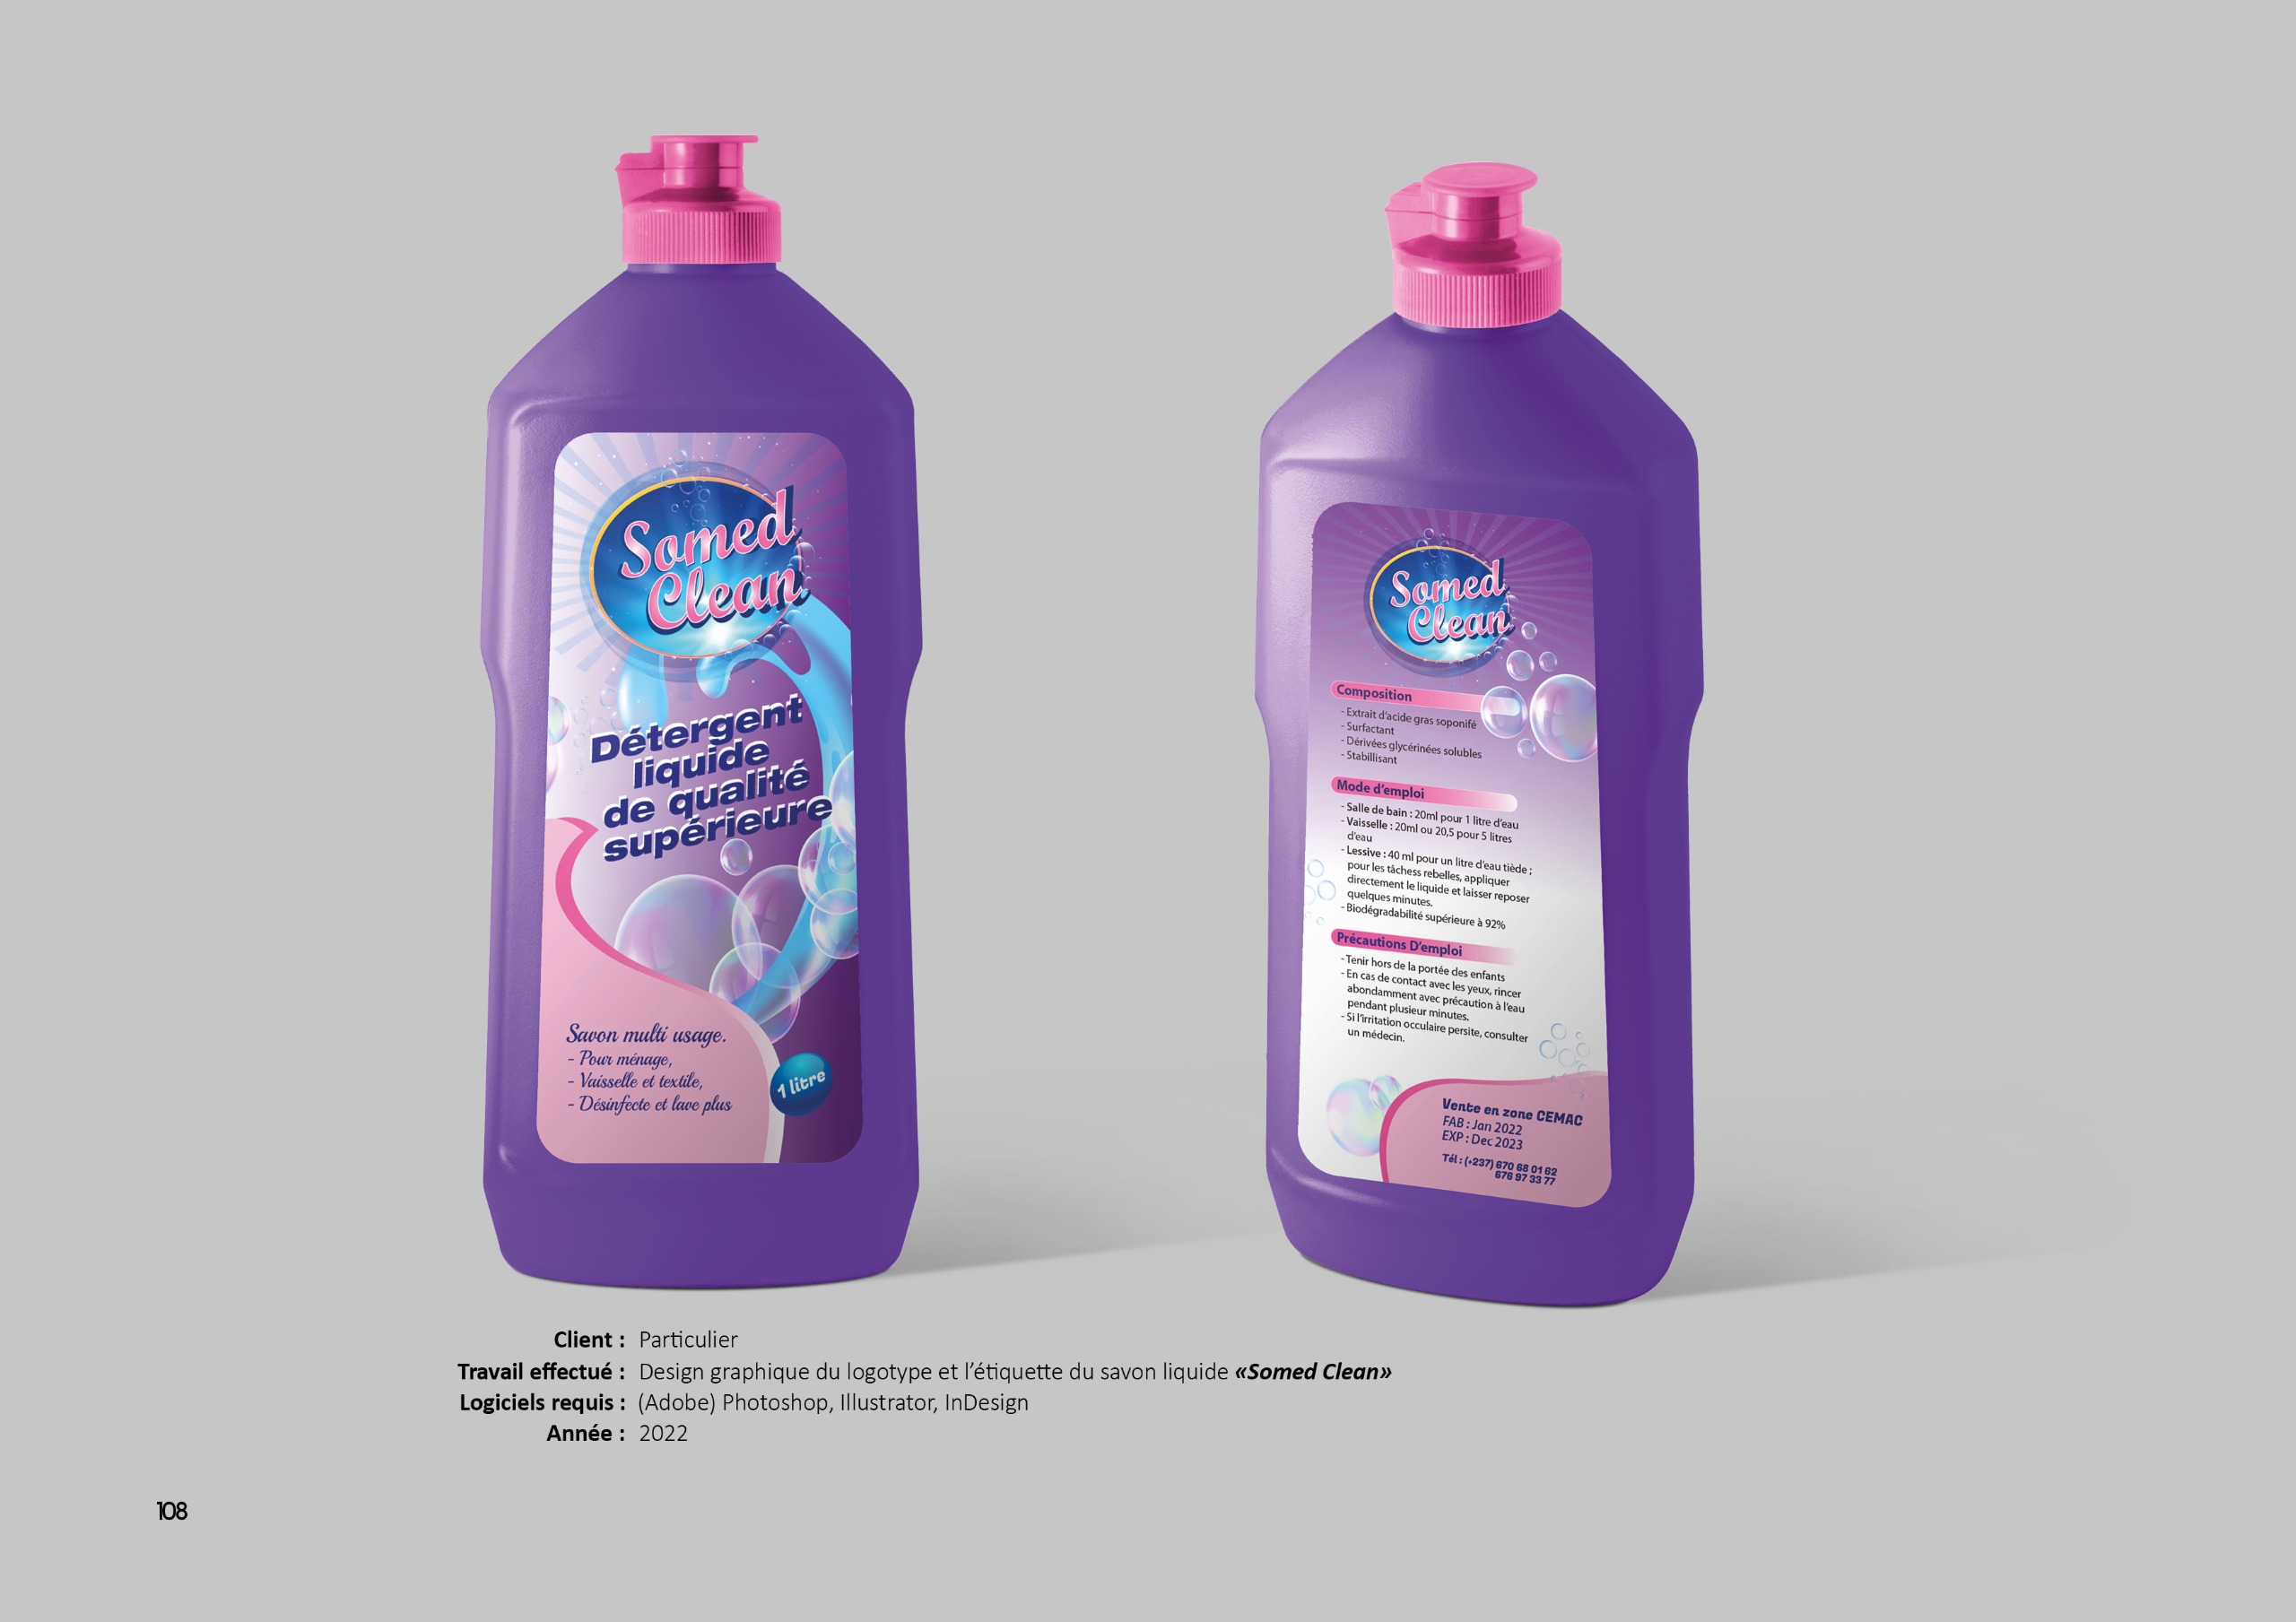 Somed
Clean
Détergent
liquide
de qualité
supérieure
Savon multi usage.
- Pour ménage,
- Vaisselle et textile,
- Désinfecte et lave plus
1 litre
Somed
Clean
Composition
- Extrait d'acide gras soponifé
- Surfactant
- Dérivées glycérinées solubles
- Stabillisant
Mode d'emploi
- Salle de bain : 20ml pour 1 litre d'eau
- Vaisselle : 20ml ou 20,5 pour 5 litres
d'eau
- Lessive : 40 ml pour un litre d'eau tiède ;
pour les tâchess rebelles, appliquer
directement le liquide et laisser reposer
quelques minutes.
- Biodégradabilité supérieure à 92%
Précautions D'emploi
- Tenir hors de la portée des enfants
- En cas de contact avec les yeux, rincer
abondamment avec précaution à l'eau
pendant plusieur minutes.
- Si l'irritation occulaire persite, consulter
un médecin.
Vente en zone CEMAC
FAB : Jan 2022
EXP : Dec 2023
Tél : (+237) 670 68 01 62
676 97 33 77
Client : Particulier
Travail effectué : Design graphique du logotype et l'étiquette du savon liquide «Somed Clean»
Logiciels requis : (Adobe) Photoshop, Illustrator, InDesign
Année : 2022
108